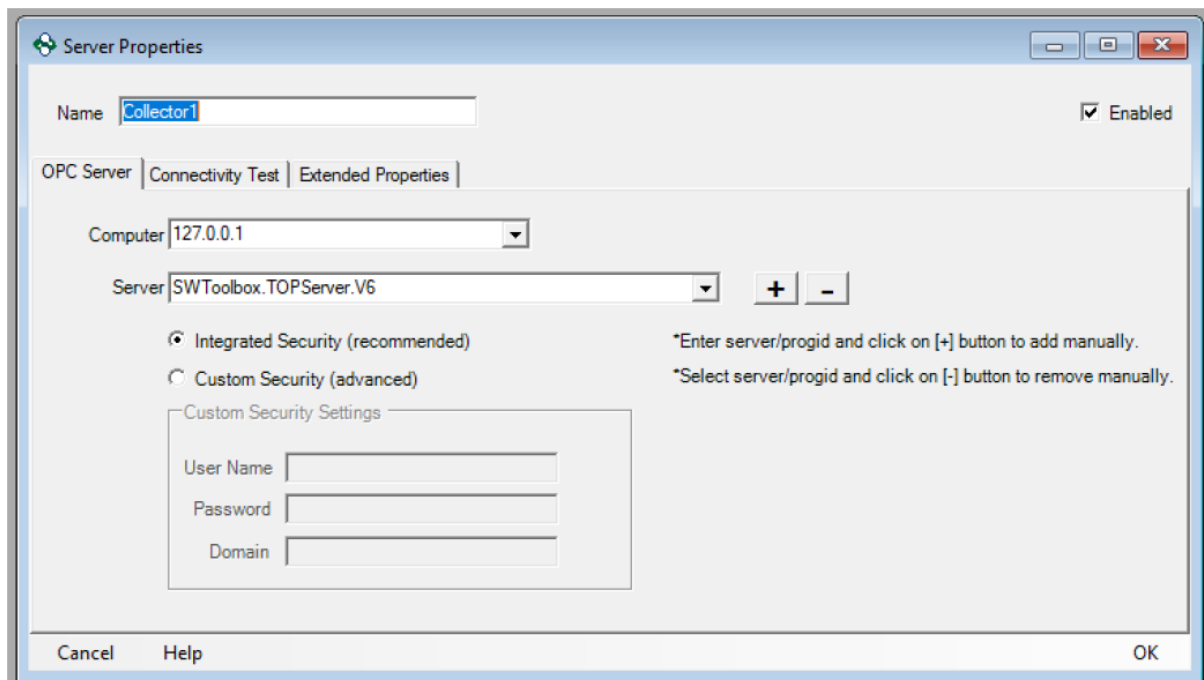 Server Properties
Name Collector1 Enabled
OPC Server Connectivity Test Extended Properties
Computer 127.0.0.1
Server SWToolbox.TOPServer.V6 + -
Integrated Security (recommended) *Enter server/progid and click on [+] button to add manually.
Custom Security (advanced) *Select server/progid and click on [-] button to remove manually.
Custom Security Settings
User Name
Password
Domain
Cancel Help OK